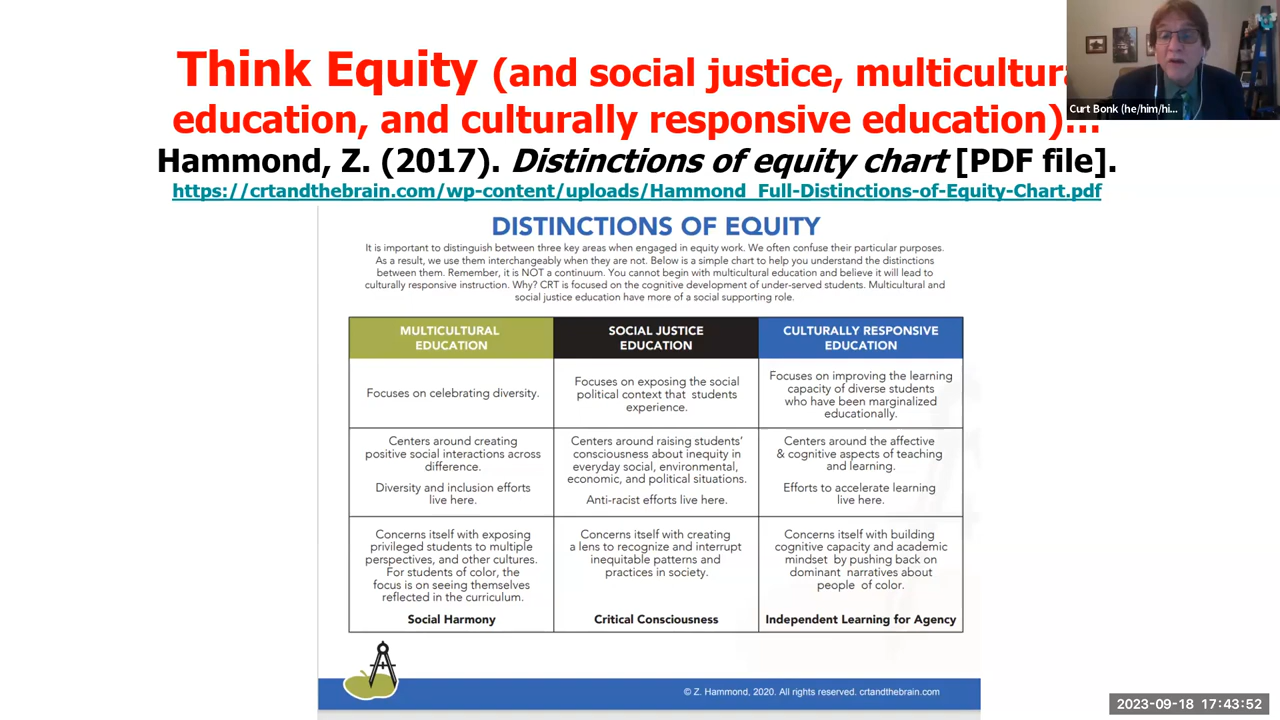 Think Equity (and social justice, multicultura
education, and culturally responsive education)...
Curt Bonk (he/him/hi...
Hammond, Z. (2017). Distinctions of equity chart [PDF file].
https://crtandthebrain.com/wp-content/uploads/Hammond_Full-Distinctions-of-Equity-Chart.pdf
DISTINCTIONS OF EQUITY
It is important to distinguish between three key areas when engaged in equity work. We often confuse their particular purposes.
As a result, we use them interchangeably when they are not. Below is a simple chart to help you understand the distinctions
between them. Remember, it is NOT a continuum. You cannot begin with multicultural education and believe it will lead to
culturally responsive instruction. Why? CRT is focused on the cognitive development of under-served students. Multicultural and
social justice education have more of a social supporting role.
MULTICULTURAL
EDUCATION
SOCIAL JUSTICE
EDUCATION
CULTURALLY RESPONSIVE
EDUCATION
Focuses on celebrating diversity.
Focuses on exposing the social
political context that students
experience.
Focuses on improving the learning
capacity of diverse students
who have been marginalized
educationally.
Centers around creating
positive social interactions across
difference.
Diversity and inclusion efforts
live here.
Centers around raising students'
consciousness about inequity in
everyday social, environmental,
economic, and political situations.
Anti-racist efforts live here.
Centers around the affective
& cognitive aspects of teaching
and learning.
Efforts to accelerate learning
live here.
Concerns itself with exposing
privileged students to multiple
perspectives, and other cultures.
For students of color, the
focus is on seeing themselves
reflected in the curriculum.
Social Harmony
Concerns itself with creating
a lens to recognize and interrupt
inequitable patterns and
practices in society.
Critical Consciousness
Concerns itself with building
cognitive capacity and academic
mindset by pushing back on
dominant narratives about
people of color.
Independent Learning for Agency
© Z. Hammond, 2020. All rights reserved. crtandthebrain.com
2023-09-18 17:43:52